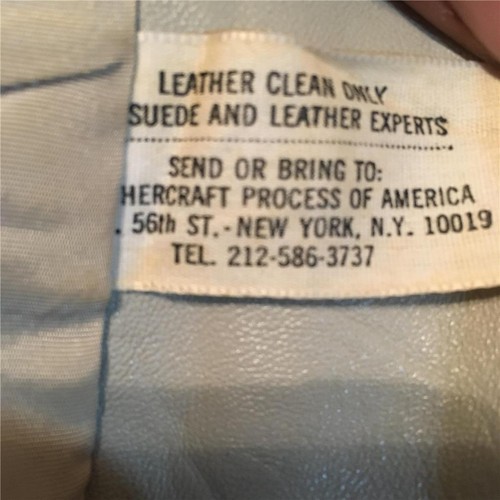 LEATHER CLEAN ONLY
SUEDE AND LEATHER EXPERTS
SEND OR BRING TO:
HERCRAFT PROCESS OF AMERICA
. 56th ST. - NEW YORK, N.Y. 10019
TEL. 212-586-3737